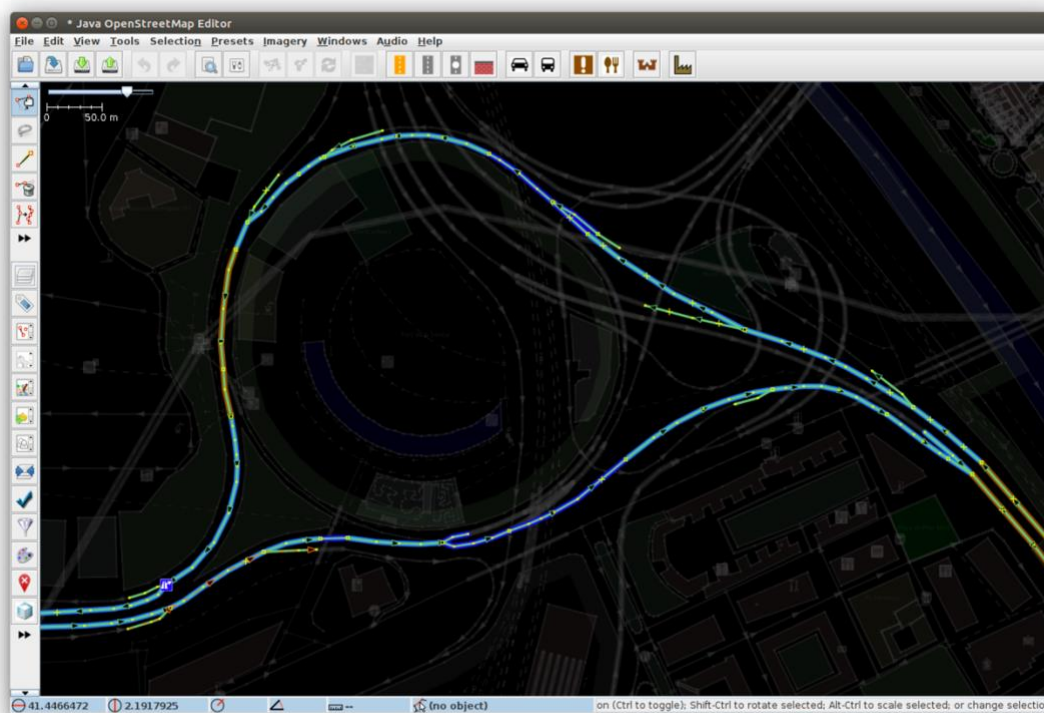 * Java OpenStreetMap Editor
File Edit View Tools Selection Presets Imagery Windows Audio Help
0 50.0 m
41.4466472 2.1917925 -- (no object) on (Ctrl to toggle); Shift-Ctrl to rotate selected; Alt-Ctrl to scale selected; or change selectio